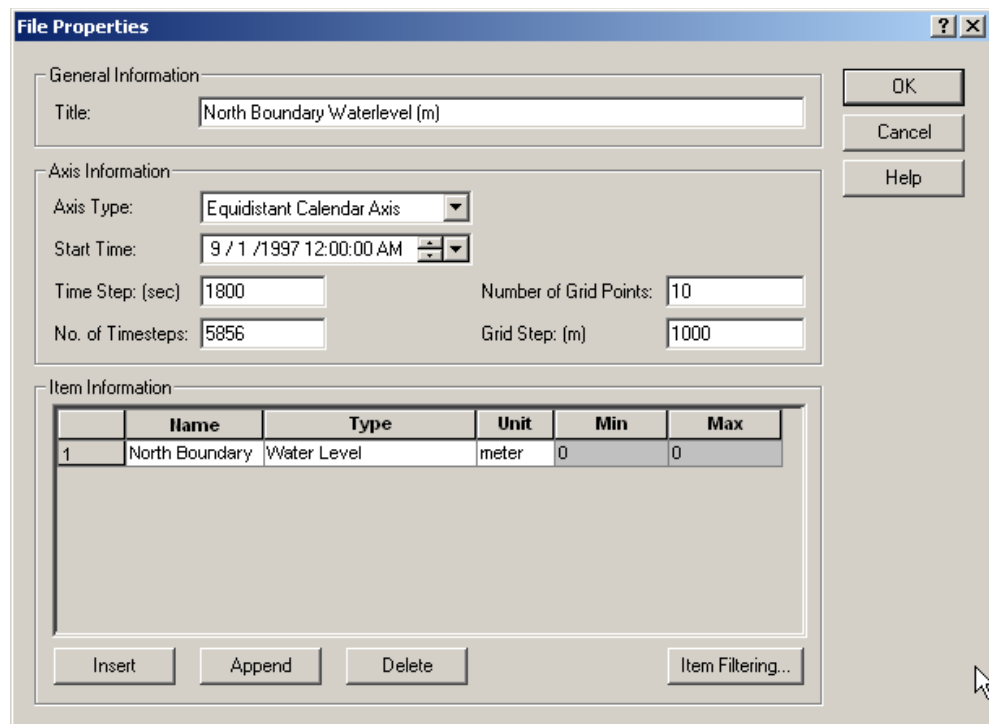 File Properties
General Information
OK
Title: North Boundary Waterlevel (m)
Cancel
Axis Information
Help
Axis Type: Equidistant Calendar Axis
Start Time: 9 / 1 /1997 12:00:00 AM
Time Step: (sec) 1800 Number of Grid Points: 10
No. of Timesteps: 5856 Grid Step: (m) 1000
Item Information
Name Type Unit Min Max
1 North Boundary Water Level meter 0 0
Insert Append Delete Item Filtering...